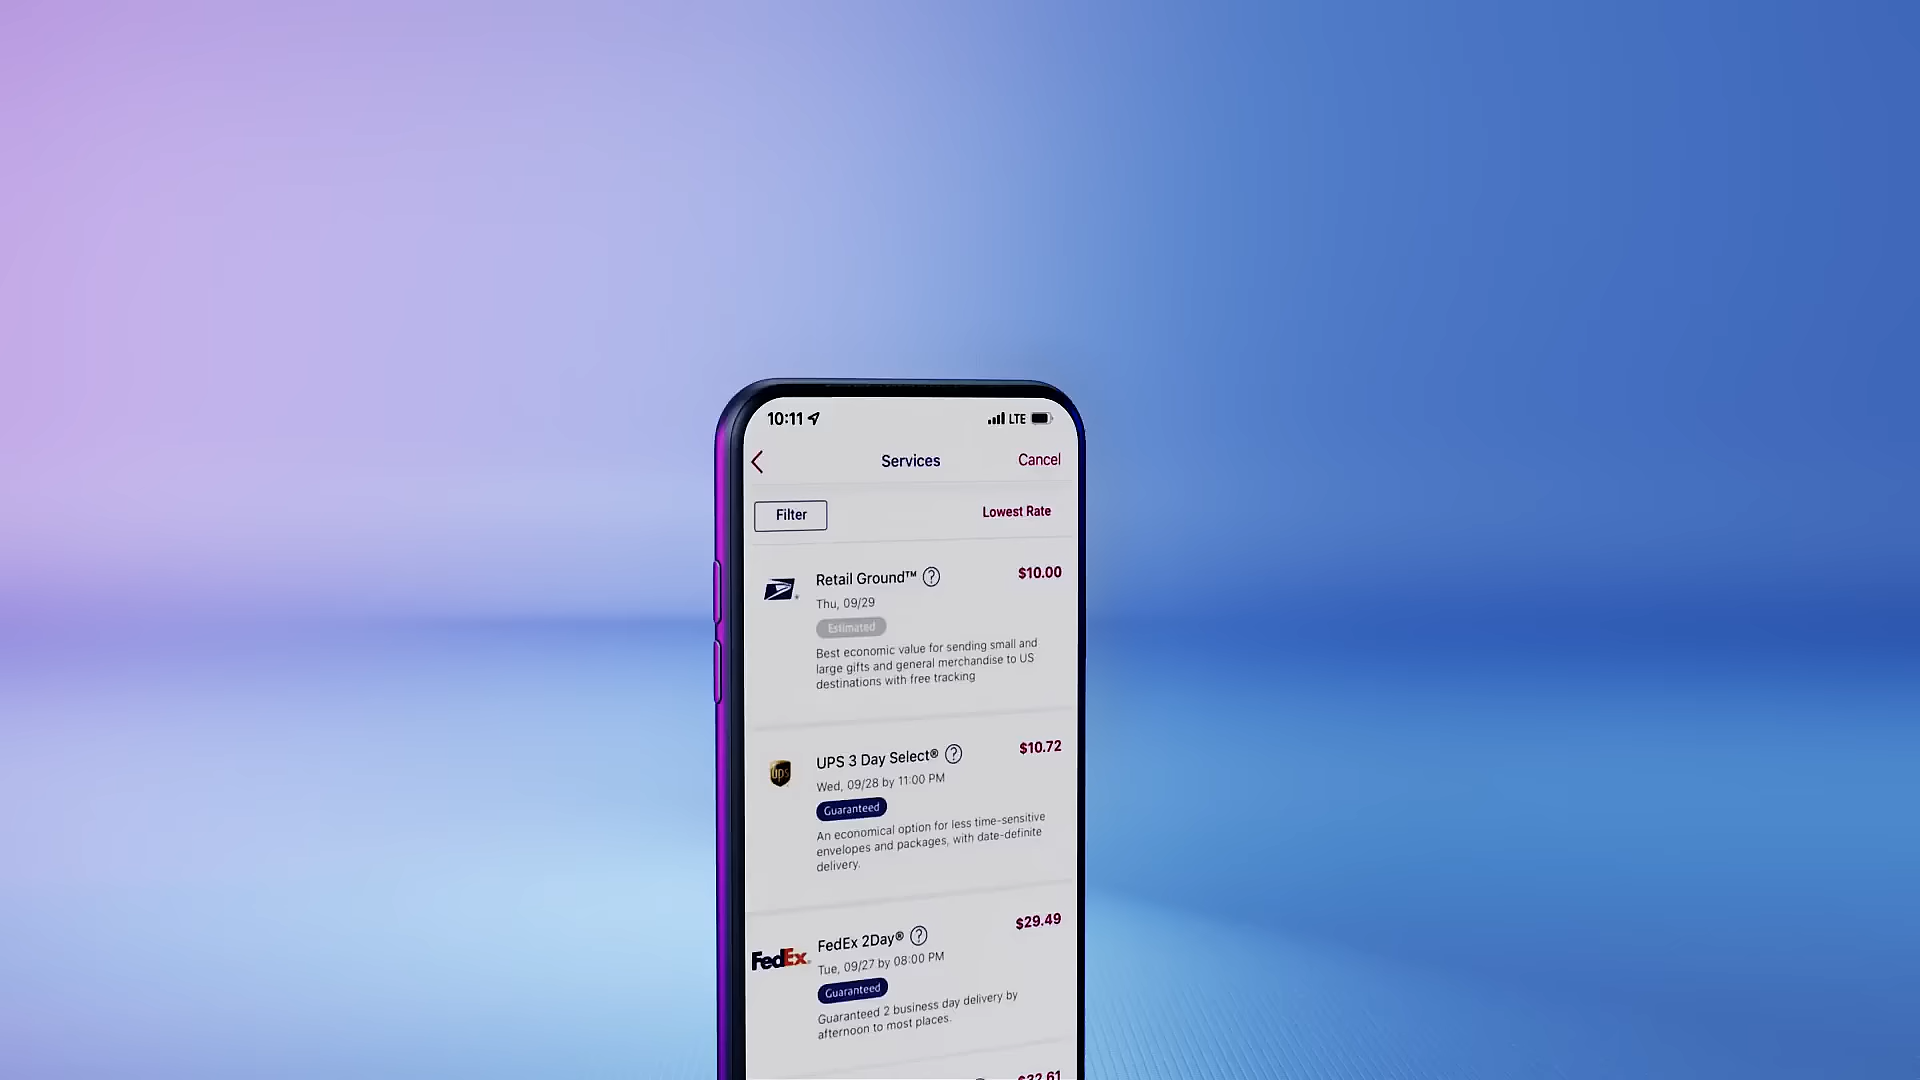 10:11 LTE
Services Cancel
Filter Lowest Rate
Retail Ground™ ? $10.00
Thu, 09/29
Estimated
Best economic value for sending small and
large gifts and general merchandise to US
destinations with free tracking
ups UPS 3 Day Select® ? $10.72
Wed, 09/28 by 11:00 PM
Guaranteed
An economical option for less time-sensitive
envelopes and packages, with date-definite
delivery.
FedEx® FedEx 2Day® ? $29.49
Tue, 09/27 by 08:00 PM
Guaranteed
Guaranteed 2 business day delivery by
afternoon to most places.
$32.61